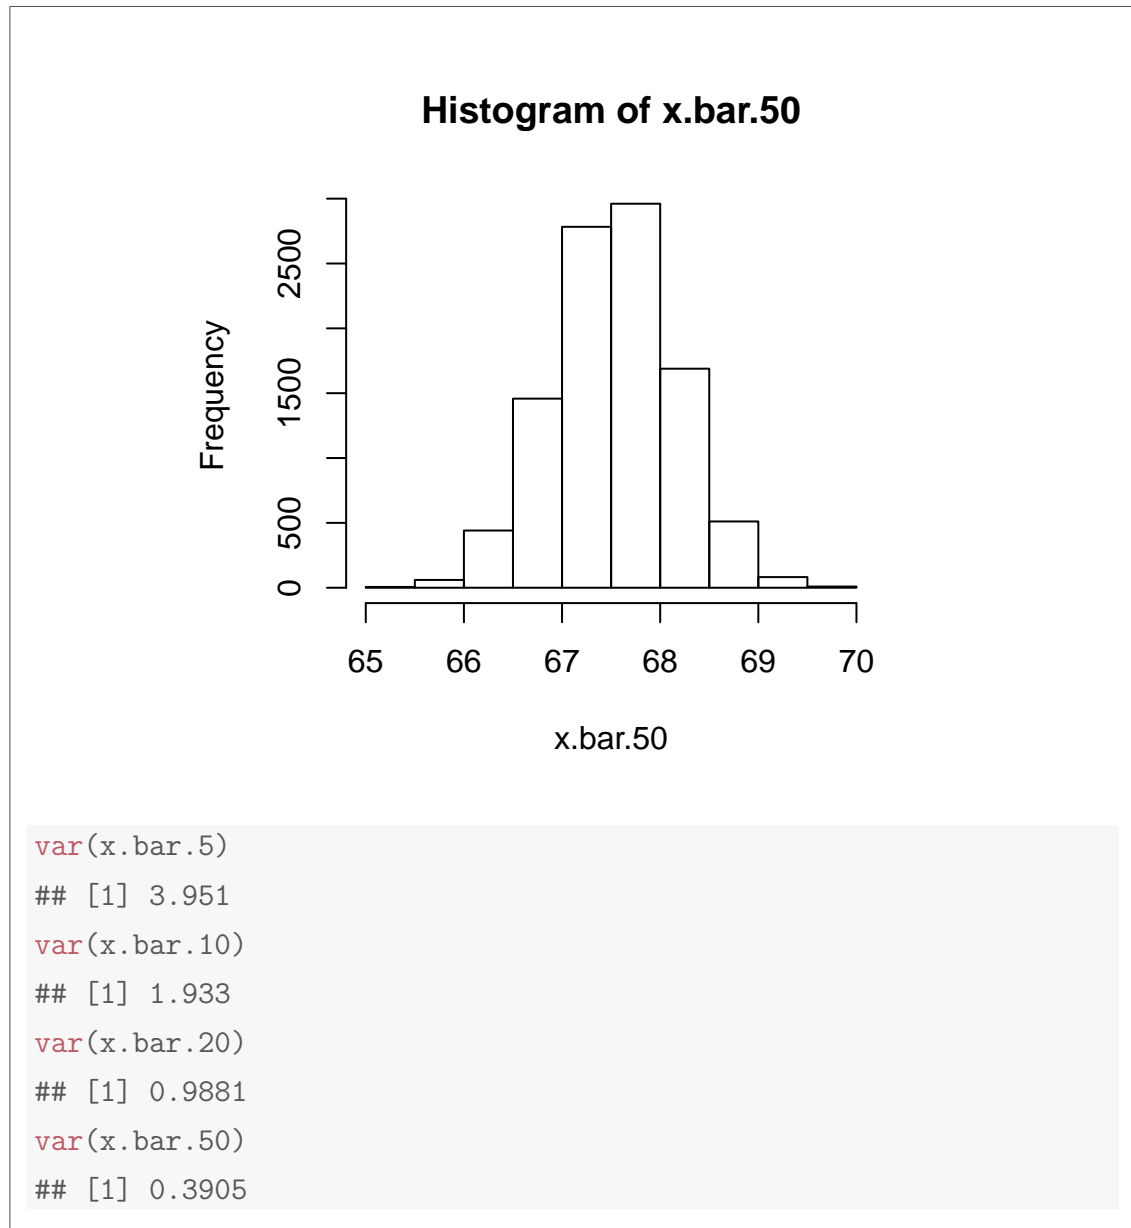 Histogram of x.bar.50
Frequency
2500
1500
500
0
65 66 67 68 69 70
x.bar.50
var(x.bar.5)
## [1] 3.951
var(x.bar.10)
## [1] 1.933
var(x.bar.20)
## [1] 0.9881
var(x.bar.50)
## [1] 0.3905